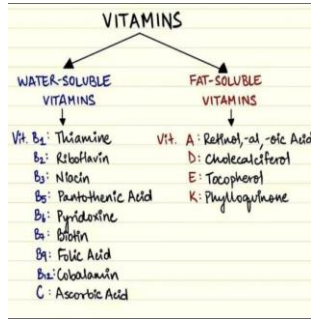 VITAMINS
WATER-SOLUBLE
VITAMINS
Vit. B1: Thiamine
B2: Riboflavin
B3: Niacin
B5: Pantothenic Acid
B6: Pyridoxine
B7: Biotin
B9: Folic Acid
B12: Cobalamin
C: Ascorbic Acid
FAT-SOLUBLE
VITAMINS
Vit. A: Retinol,-al,-oic Acid
D: Cholecalciferol
E: Tocopherol
K: Phylloquinone